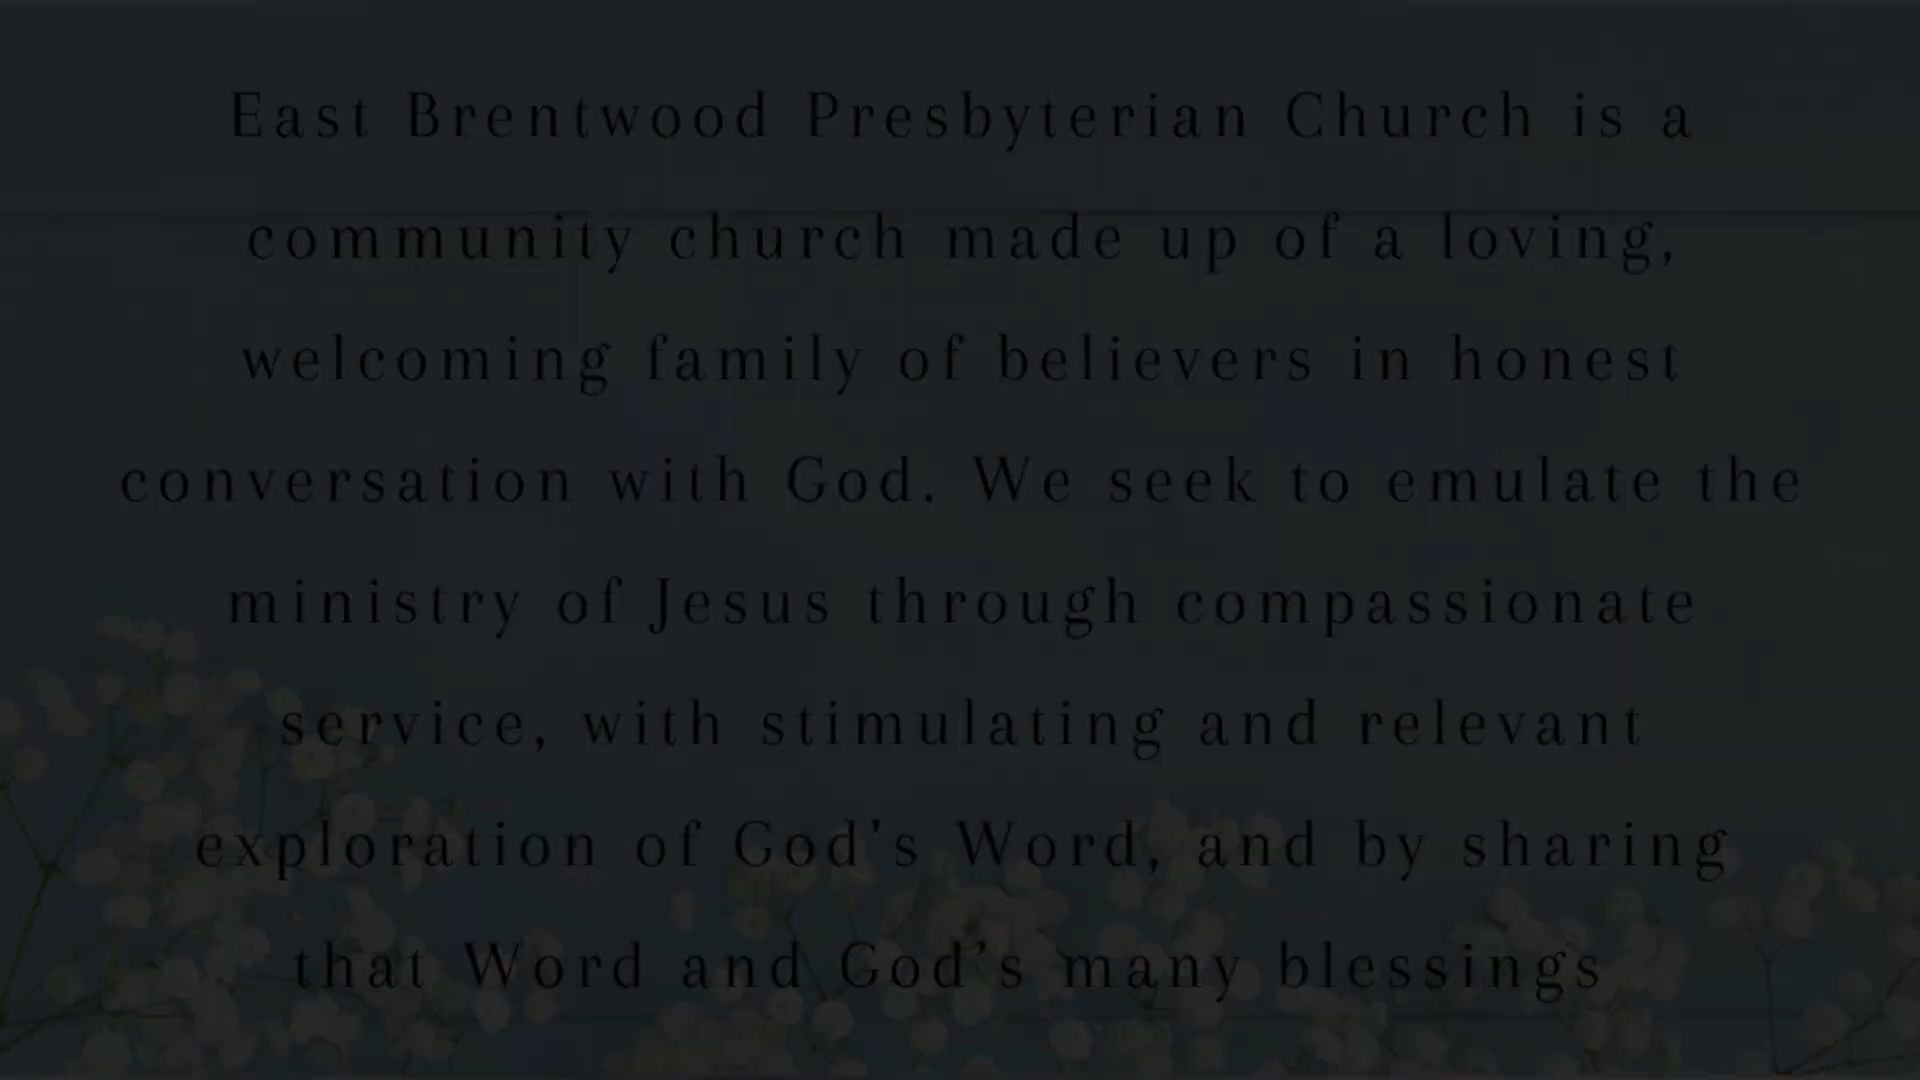 East Brentwood Presbyterian Church is a
community church made up of a loving,
welcoming family of believers in honest
conversation with God. We seek to emulate the
ministry of Jesus through compassionate
service, with stimulating and relevant
exploration of God's Word, and by sharing
that Word and God's many blessings